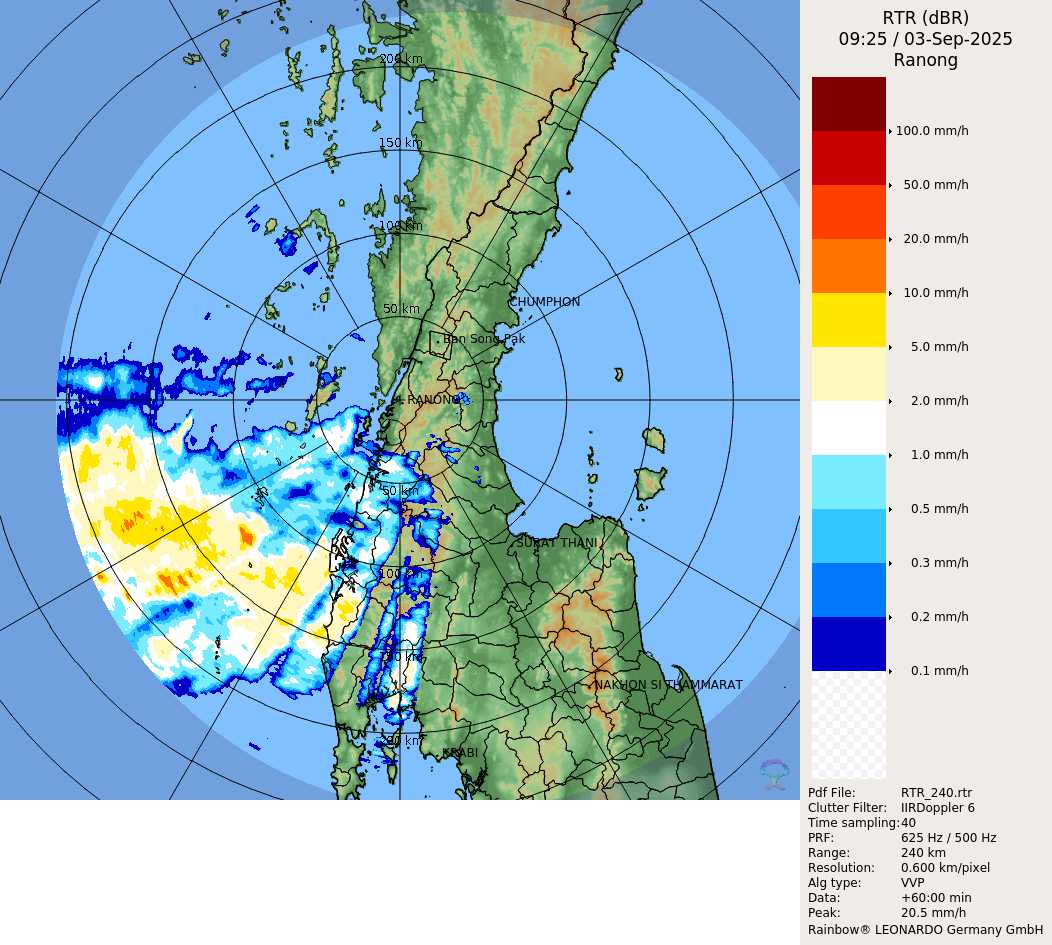 RTR (dBR)
09:25 / 03-Sep-2025
Ranong
200 km
150 km
100 km
50 km
CHUMPHON
Ban Song Pak
RANONG
50 km
SURAT THANI
100 km
NAKHON SI THAMMARAT
200 km
KRABI
100.0 mm/h
50.0 mm/h
20.0 mm/h
10.0 mm/h
5.0 mm/h
2.0 mm/h
1.0 mm/h
0.5 mm/h
0.3 mm/h
0.2 mm/h
0.1 mm/h
Pdf File: RTR_240.rtr
Clutter Filter: IIRDoppler 6
Time sampling:40
PRF: 625 Hz / 500 Hz
Range: 240 km
Resolution: 0.600 km/pixel
Alg type: VVP
Data: +60:00 min
Peak: 20.5 mm/h
Rainbow® LEONARDO Germany GmbH